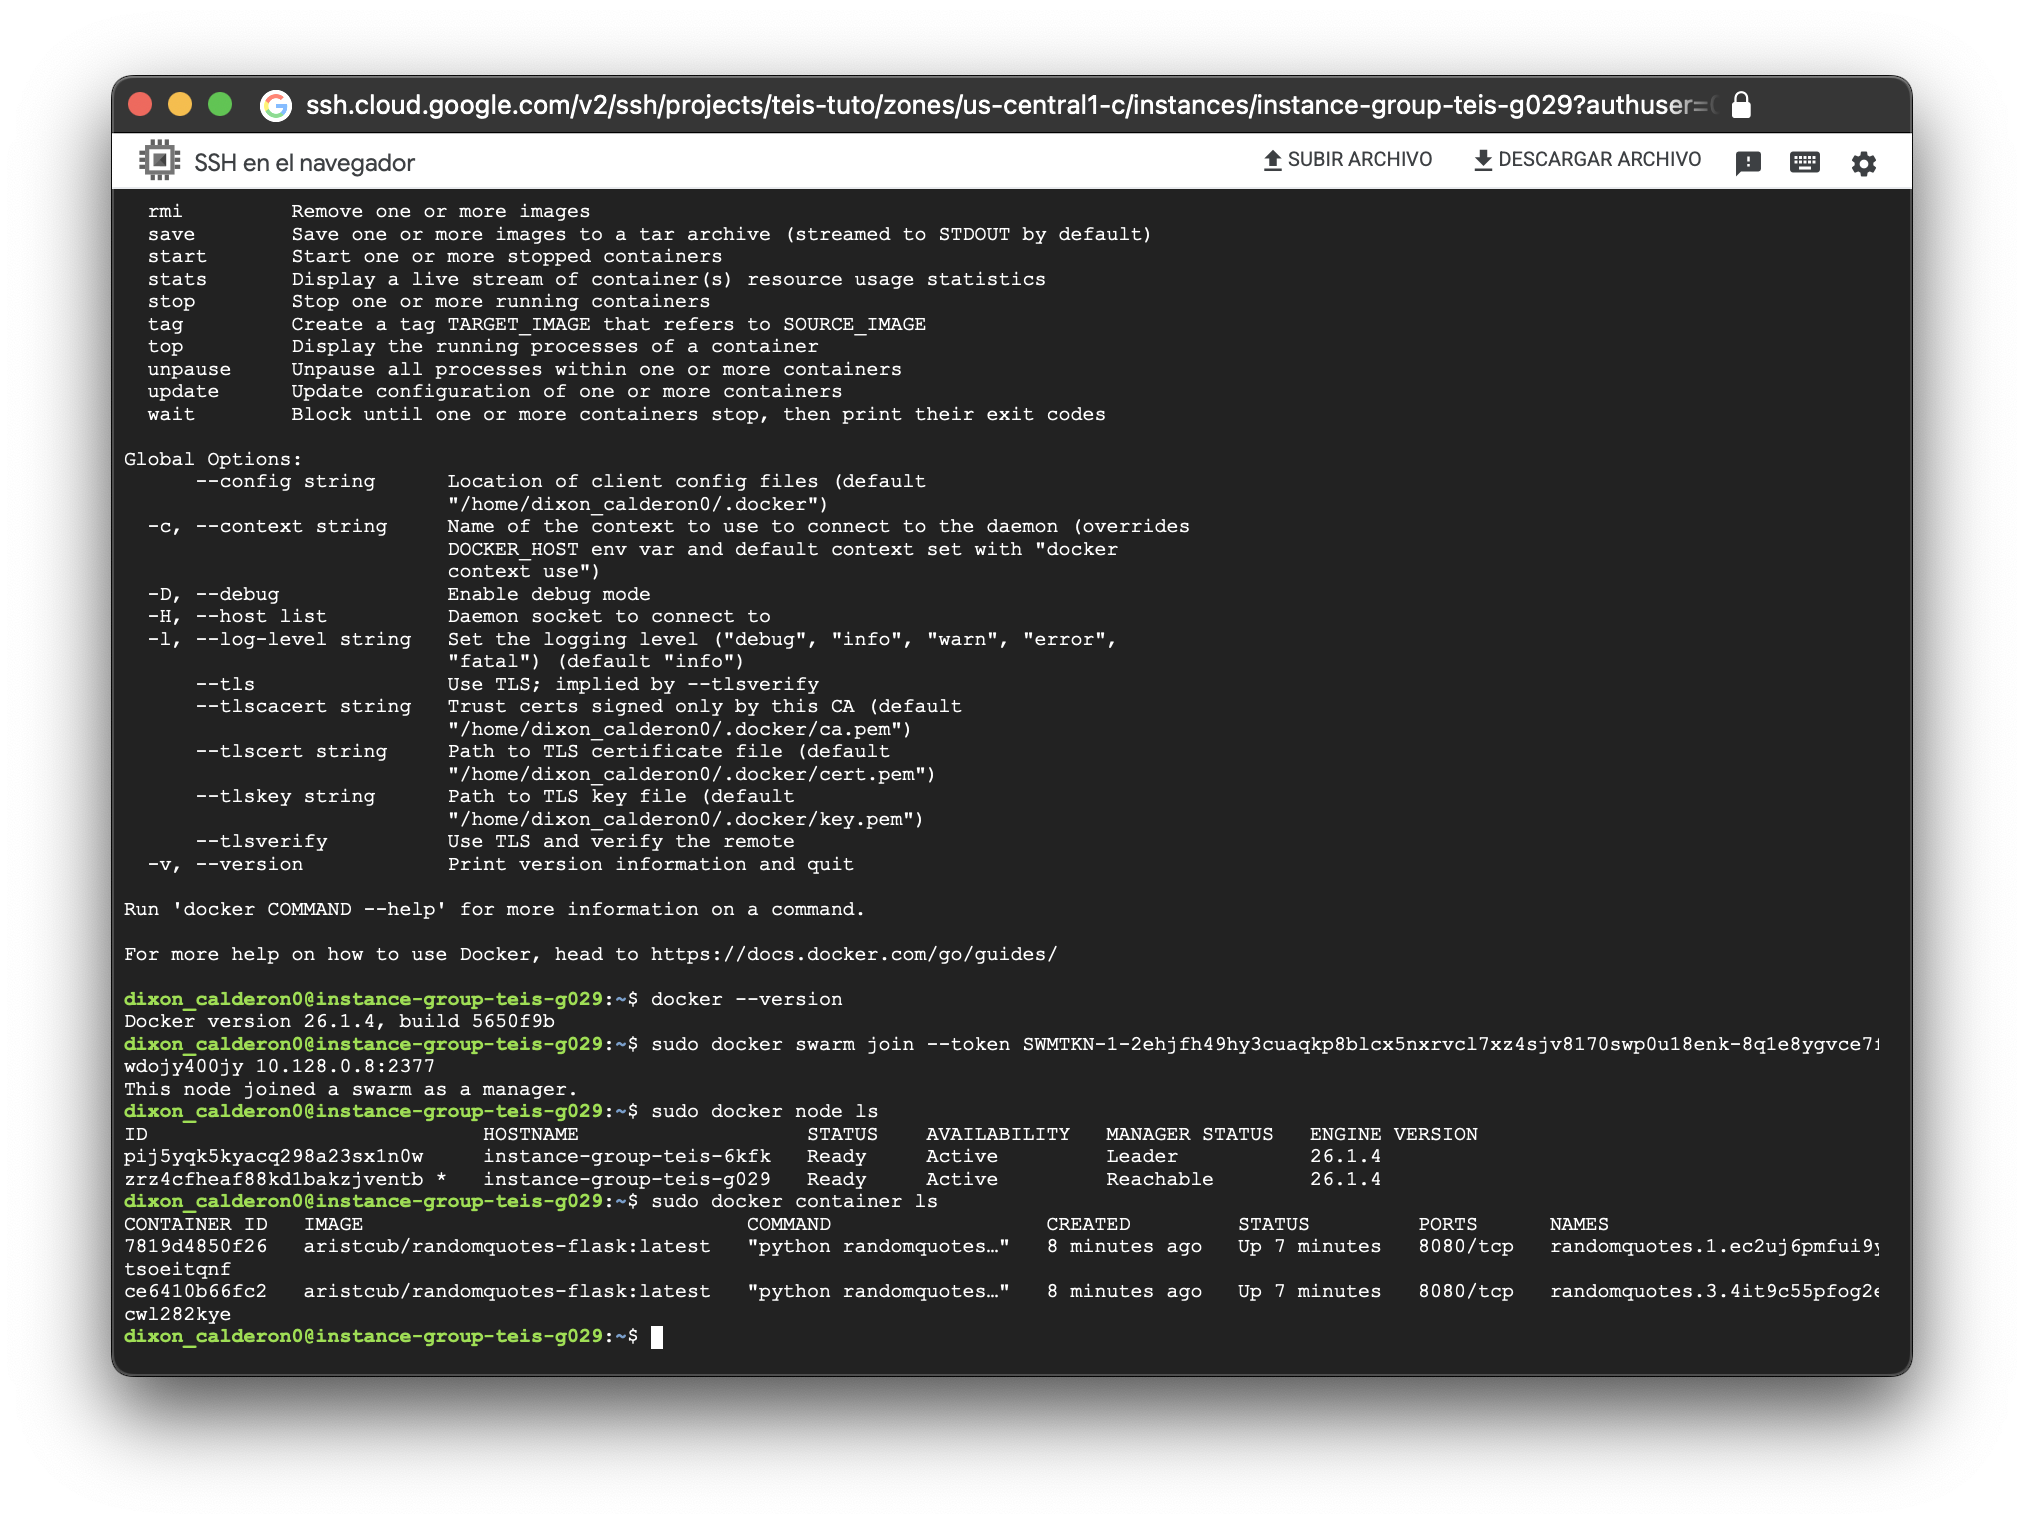 ssh.cloud.google.com/v2/ssh/projects/teis-tuto/zones/us-central1-c/instances/instance-group-teis-g029?authuser=
SSH en el navegador
SUBIR ARCHIVO
DESCARGAR ARCHIVO
rmi Remove one or more images
save Save one or more images to a tar archive (streamed to STDOUT by default)
start Start one or more stopped containers
stats Display a live stream of container(s) resource usage statistics
stop Stop one or more running containers
tag Create a tag TARGET_IMAGE that refers to SOURCE_IMAGE
top Display the running processes of a container
unpause Unpause all processes within one or more containers
update Update configuration of one or more containers
wait Block until one or more containers stop, then print their exit codes
Global Options:
--config string Location of client config files (default
"/home/dixon_calderon0/.docker")
-c, --context string Name of the context to use to connect to the daemon (overrides
DOCKER_HOST env var and default context set with "docker
context use")
-D, --debug Enable debug mode
-H, --host list Daemon socket to connect to
-l, --log-level string Set the logging level ("debug", "info", "warn", "error",
"fatal") (default "info")
--tls Use TLS; implied by --tlsverify
--tlscacert string Trust certs signed only by this CA (default
"/home/dixon_calderon0/.docker/ca.pem")
--tlscert string Path to TLS certificate file (default
"/home/dixon_calderon0/.docker/cert.pem")
--tlskey string Path to TLS key file (default
"/home/dixon_calderon0/.docker/key.pem")
--tlsverify Use TLS and verify the remote
-v, --version Print version information and quit
Run 'docker COMMAND --help' for more information on a command.
For more help on how to use Docker, head to https://docs.docker.com/go/guides/
dixon_calderon0@instance-group-teis-g029:~$ docker --version
Docker version 26.1.4, build 5650f9b
dixon_calderon0@instance-group-teis-g029:~$ sudo docker swarm join --token SWMTKN-1-2ehjfh49hy3cuaqkp8blcx5nxrvcl7xz4sjv8170swp0u18enk-8q1e8ygvce7
wdojy400jy 10.128.0.8:2377
This node joined a swarm as a manager.
dixon_calderon0@instance-group-teis-g029:~$ sudo docker node ls
ID HOSTNAME STATUS AVAILABILITY MANAGER STATUS ENGINE VERSION
pij5yqk5kyacq298a23sx1n0w instance-group-teis-6kfk Ready Active Leader 26.1.4
zrz4cfheaf88kd1bakzjventb * instance-group-teis-g029 Ready Active Reachable 26.1.4
dixon_calderon0@instance-group-teis-g029:~$ sudo docker container ls
CONTAINER ID IMAGE COMMAND CREATED STATUS PORTS NAMES
7819d4850f26 aristcub/randomquotes-flask:latest "python randomquotes…" 8 minutes ago Up 7 minutes 8080/tcp randomquotes.1.ec2uj6pmfui9y
tsoeitqnf
ce6410b66fc2 aristcub/randomquotes-flask:latest "python randomquotes…" 8 minutes ago Up 7 minutes 8080/tcp randomquotes.3.4it9c55pfog2e
cwl282kye
dixon_calderon0@instance-group-teis-g029:~$